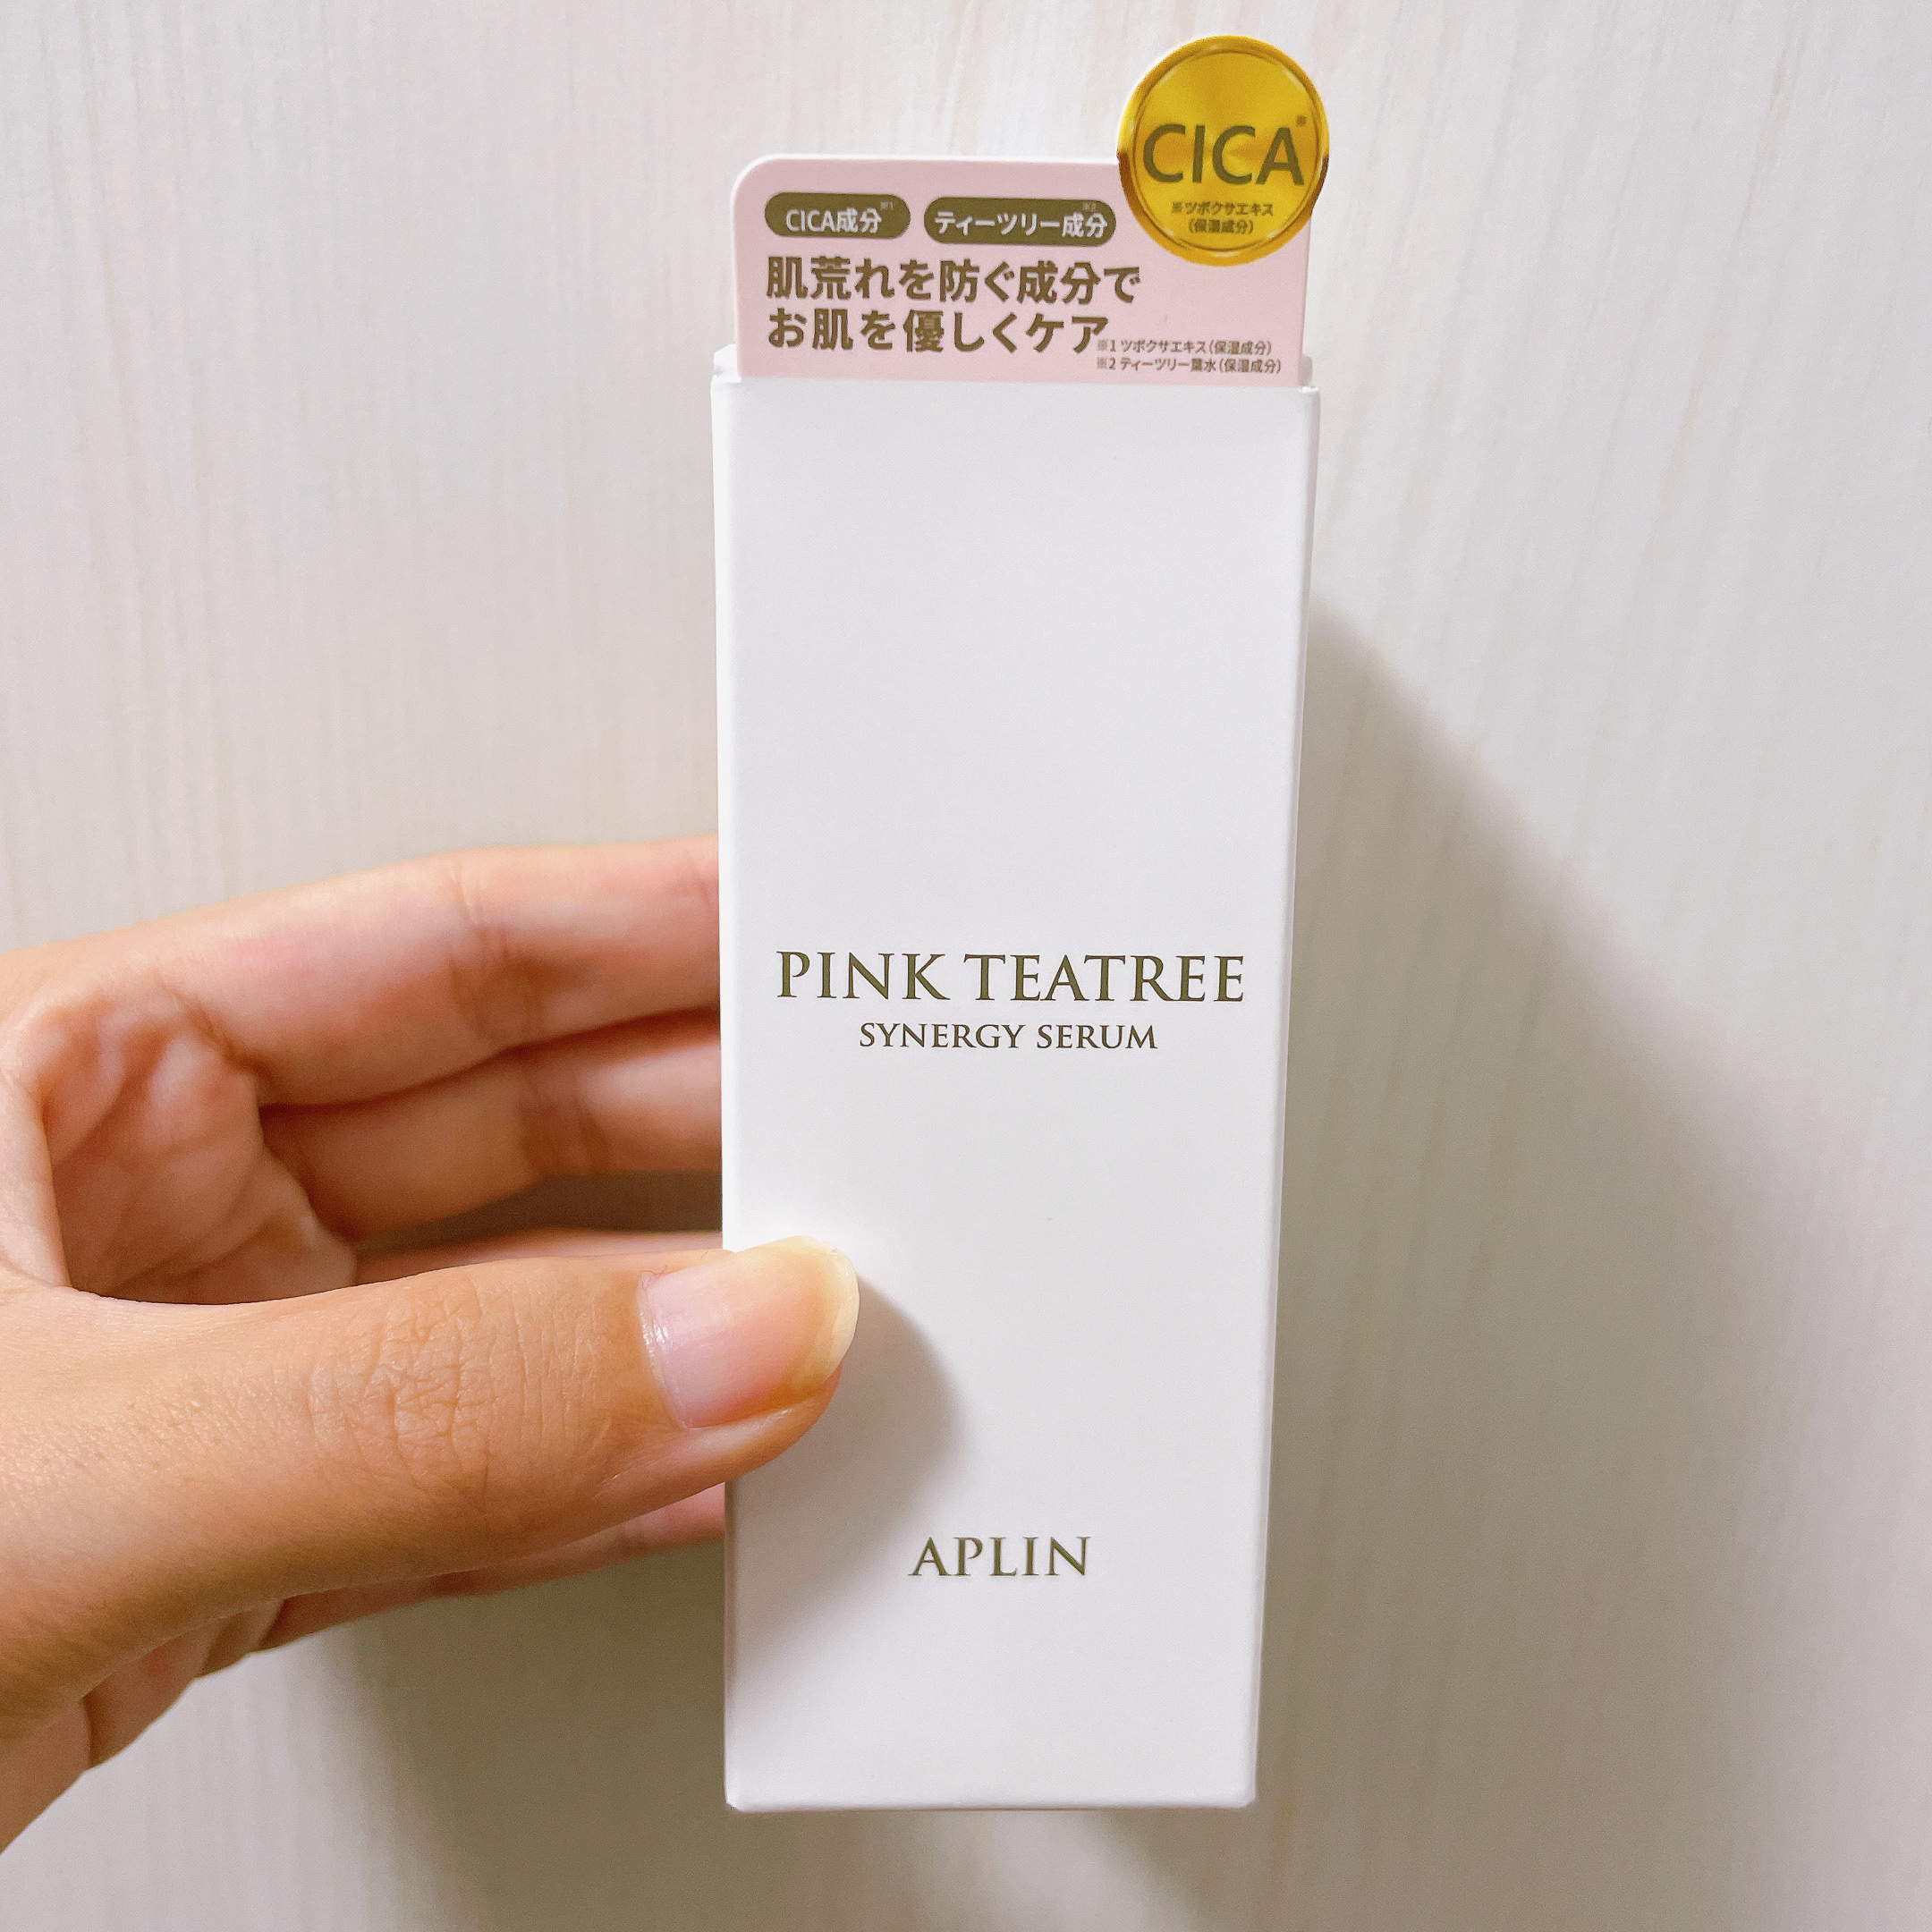 CICA※
※ツボクサエキス
(保湿成分)
CICA成分※1 ティーツリー成分※2
肌荒れを防ぐ成分で
お肌を優しくケア
※1 ツボクサエキス(保湿成分)
※2 ティーツリー葉水(保湿成分)
PINK TEATREE
SYNERGY SERUM
APLIN